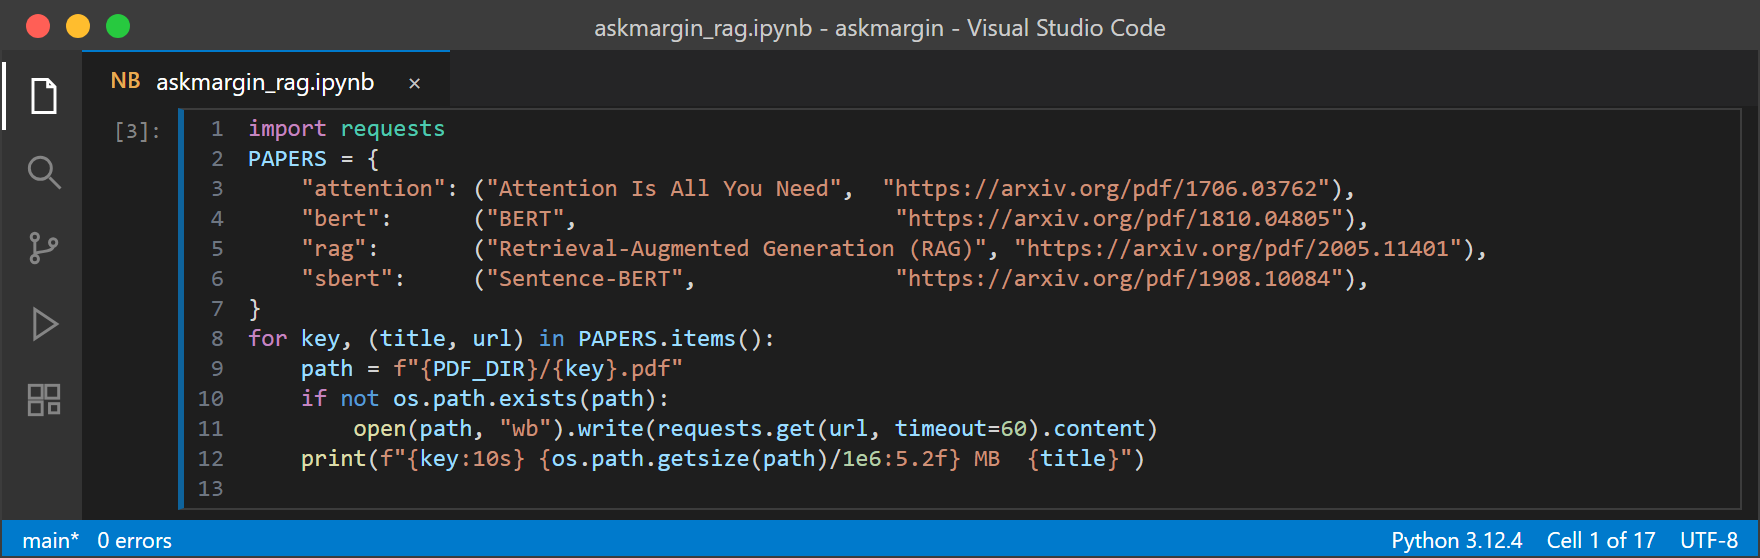 askmargin_rag.ipynb - askmargin - Visual Studio Code
NB askmargin_rag.ipynb ×
[3]:
1 import requests
2 PAPERS = {
3     "attention": ("Attention Is All You Need",  "https://arxiv.org/pdf/1706.03762"),
4     "bert":      ("BERT",                        "https://arxiv.org/pdf/1810.04805"),
5     "rag":       ("Retrieval-Augmented Generation (RAG)", "https://arxiv.org/pdf/2005.11401"),
6     "sbert":     ("Sentence-BERT",               "https://arxiv.org/pdf/1908.10084"),
7 }
8 for key, (title, url) in PAPERS.items():
9     path = f"{PDF_DIR}/{key}.pdf"
10     if not os.path.exists(path):
11         open(path, "wb").write(requests.get(url, timeout=60).content)
12     print(f"{key:10s} {os.path.getsize(path)/1e6:5.2f} MB  {title}")
13
main* 0 errors Python 3.12.4 Cell 1 of 17 UTF-8